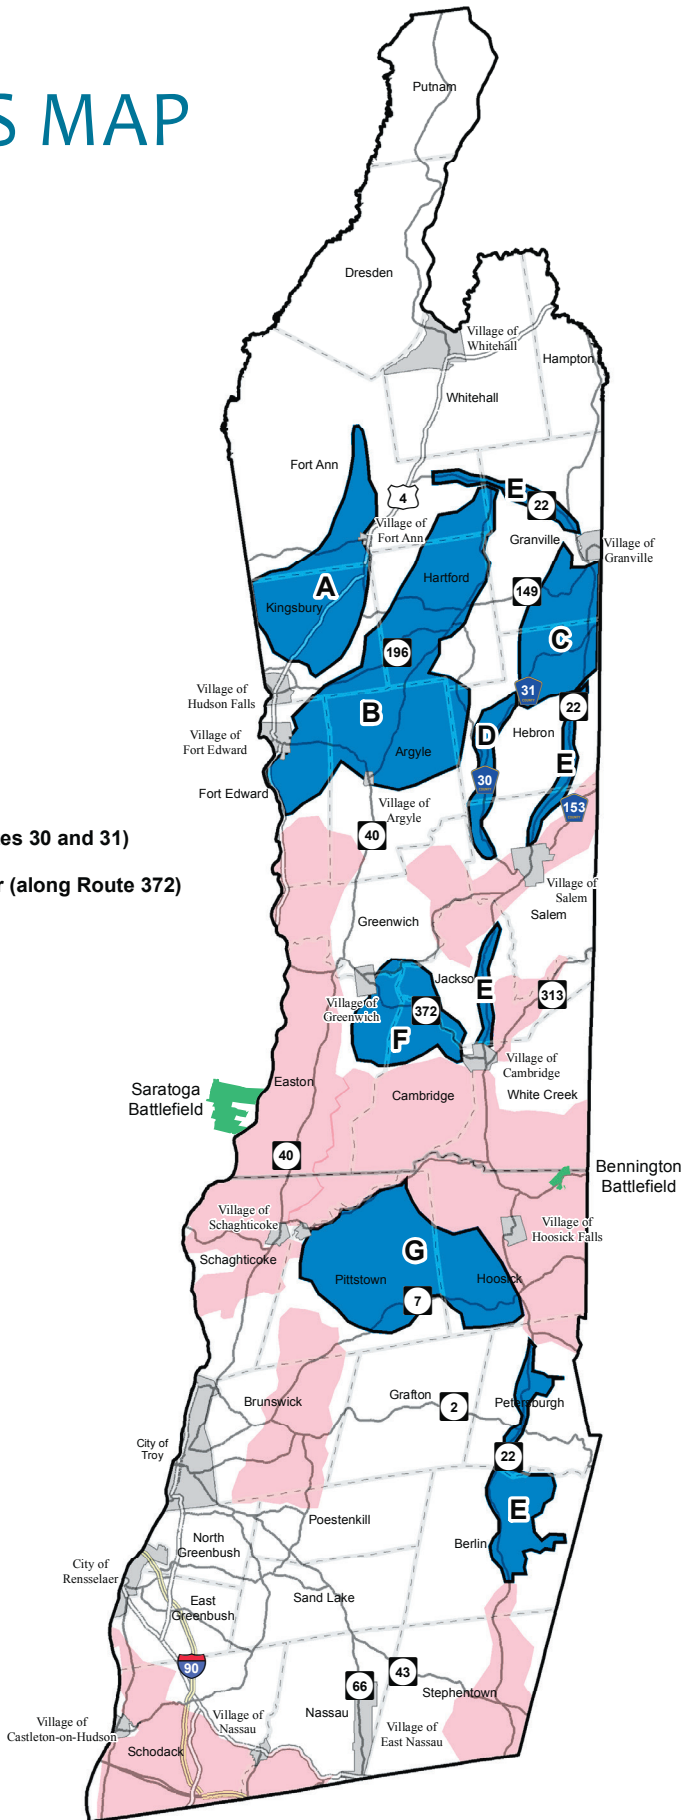 S MAP
Putnam
Dresden
Village of
Whitehall
Hampton
Whitehall
Fort Ann
4
E
22
Village of
Fort Ann
Granville
Village of
Granville
Hartford
A
Kingsbury
149
C
196
31
COUNTY
Village of
Hudson Falls
B
22
D
Hebron
Village of
Fort Edward
Argyle
E
30
COUNTY
Fort Edward
Village of
Argyle
153
COUNTY
40
es 30 and 31)
r (along Route 372)
Village of
Salem
Greenwich
Salem
Jackso
E
313
Village of
Greenwich
372
F
Village of
Cambridge
Easton
Saratoga
Battlefield
Cambridge
White Creek
40
Bennington
Battlefield
Village of
Schaghticoke
Village of
Hoosick Falls
Schaghticoke
G
Pittstown
Hoosick
7
Brunswick
Grafton
2
Petersburgh
City of
Troy
22
E
Poestenkill
North
Greenbush
Berlin
City of
Rensselaer
East
Greenbush
Sand Lake
90
43
66
Stephentown
Nassau
Village of
Nassau
Village of
East Nassau
Village of
Castleton-on-Hudson
Schodack